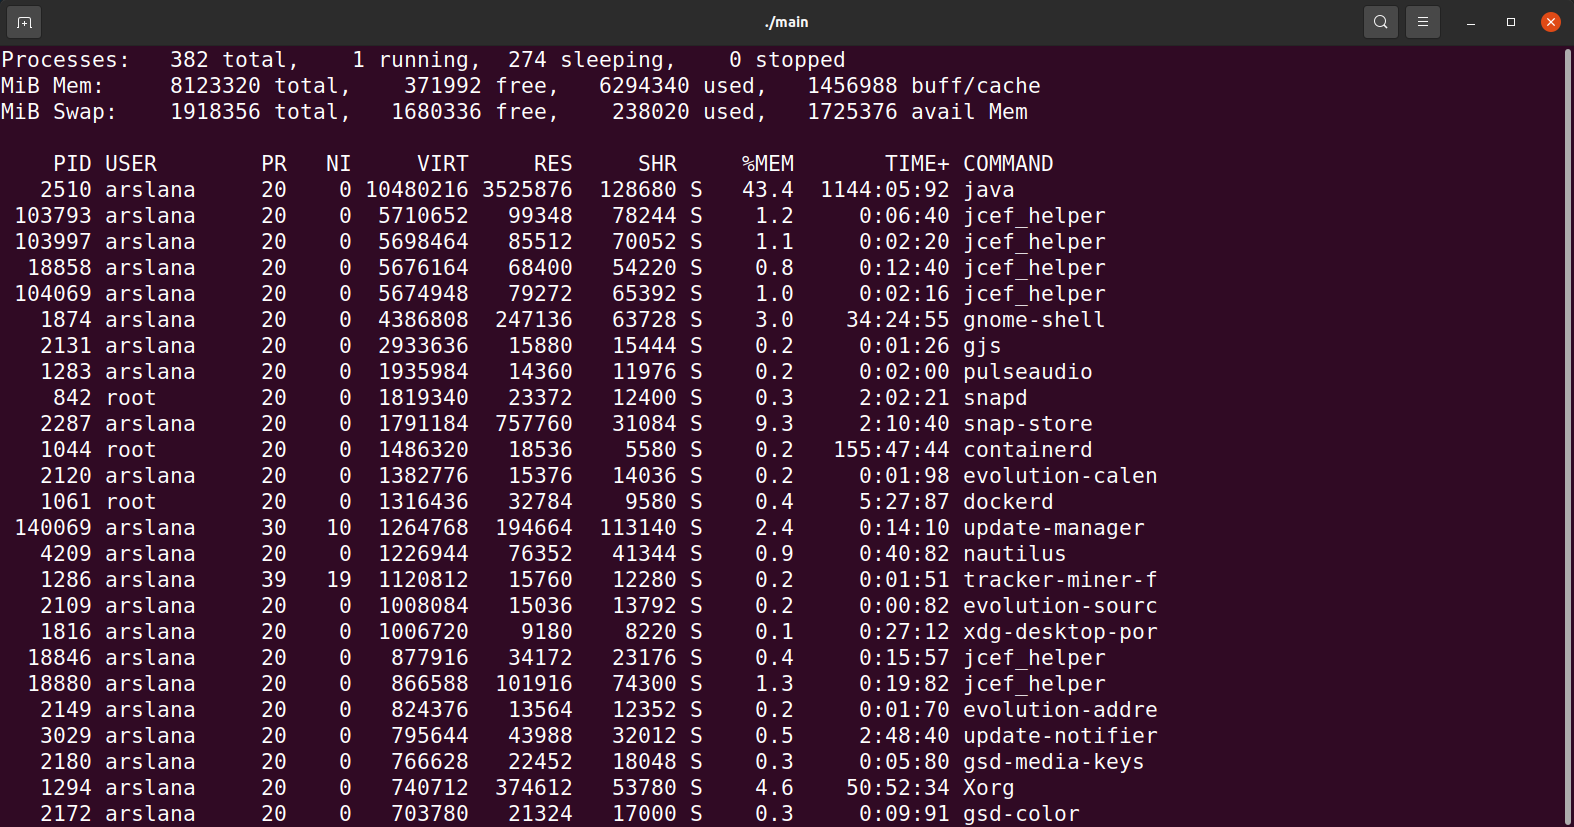 ./main
Processes:   382 total,    1 running,  274 sleeping,    0 stopped
MiB Mem:     8123320 total,    371992 free,   6294340 used,   1456988 buff/cache
MiB Swap:    1918356 total,   1680336 free,    238020 used,   1725376 avail Mem
    PID USER        PR   NI     VIRT     RES     SHR     %MEM       TIME+ COMMAND
   2510 arslana     20    0 10480216 3525876  128680 S   43.4  1144:05:92 java
 103793 arslana     20    0  5710652   99348   78244 S    1.2     0:06:40 jcef_helper
 103997 arslana     20    0  5698464   85512   70052 S    1.1     0:02:20 jcef_helper
  18858 arslana     20    0  5676164   68400   54220 S    0.8     0:12:40 jcef_helper
 104069 arslana     20    0  5674948   79272   65392 S    1.0     0:02:16 jcef_helper
   1874 arslana     20    0  4386808  247136   63728 S    3.0    34:24:55 gnome-shell
   2131 arslana     20    0  2933636   15880   15444 S    0.2     0:01:26 gjs
   1283 arslana     20    0  1935984   14360   11976 S    0.2     0:02:00 pulseaudio
    842 root        20    0  1819340   23372   12400 S    0.3     2:02:21 snapd
   2287 arslana     20    0  1791184  757760   31084 S    9.3     2:10:40 snap-store
   1044 root        20    0  1486320   18536    5580 S    0.2   155:47:44 containerd
   2120 arslana     20    0  1382776   15376   14036 S    0.2     0:01:98 evolution-calen
   1061 root        20    0  1316436   32784    9580 S    0.4     5:27:87 dockerd
 140069 arslana     30   10  1264768  194664  113140 S    2.4     0:14:10 update-manager
   4209 arslana     20    0  1226944   76352   41344 S    0.9     0:40:82 nautilus
   1286 arslana     39   19  1120812   15760   12280 S    0.2     0:01:51 tracker-miner-f
   2109 arslana     20    0  1008084   15036   13792 S    0.2     0:00:82 evolution-sourc
   1816 arslana     20    0  1006720    9180    8220 S    0.1     0:27:12 xdg-desktop-por
  18846 arslana     20    0   877916   34172   23176 S    0.4     0:15:57 jcef_helper
  18880 arslana     20    0   866588  101916   74300 S    1.3     0:19:82 jcef_helper
   2149 arslana     20    0   824376   13564   12352 S    0.2     0:01:70 evolution-addre
   3029 arslana     20    0   795644   43988   32012 S    0.5     2:48:40 update-notifier
   2180 arslana     20    0   766628   22452   18048 S    0.3     0:05:80 gsd-media-keys
   1294 arslana     20    0   740712  374612   53780 S    4.6    50:52:34 Xorg
   2172 arslana     20    0   703780   21324   17000 S    0.3     0:09:91 gsd-color